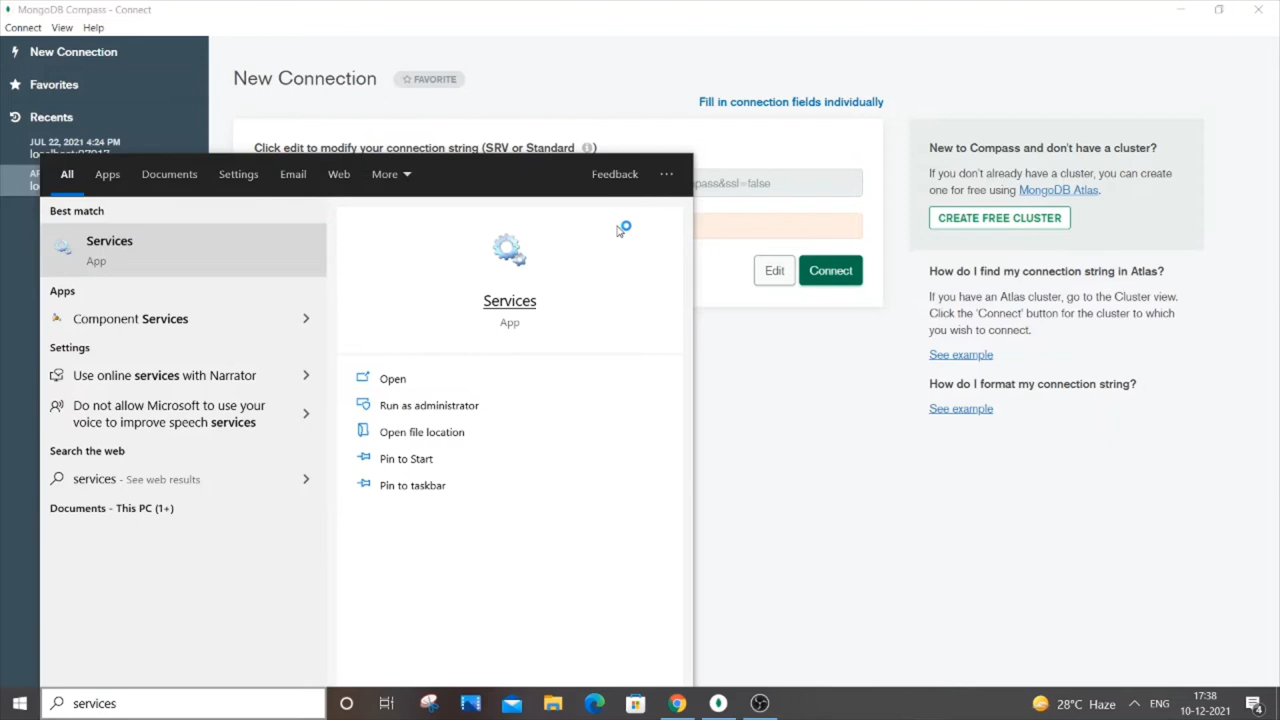 MongoDB Compass - Connect
Connect View Help
New Connection
Favorites
Recents
JUL 22, 2021 4:24 PM
New Connection
FAVORITE
Fill in connection fields individually
Click edit to modify your connection string (SRV or Standard )
pass&ssl=false
Edit
Connect
New to Compass and don't have a cluster?
If you don't already have a cluster, you can create
one for free using MongoDB Atlas.
CREATE FREE CLUSTER
How do I find my connection string in Atlas?
If you have an Atlas cluster, go to the Cluster view.
Click the 'Connect' button for the cluster to which
you wish to connect.
See example
How do I format my connection string?
See example
All Apps Documents Settings Email Web More Feedback
Best match
Services
App
Apps
Component Services
Settings
Use online services with Narrator
Do not allow Microsoft to use your
voice to improve speech services
Search the web
services - See web results
Documents - This PC (1+)
Services
App
Open
Run as administrator
Open file location
Pin to Start
Pin to taskbar
services
28°C Haze
ENG
17:38
10-12-2021
4